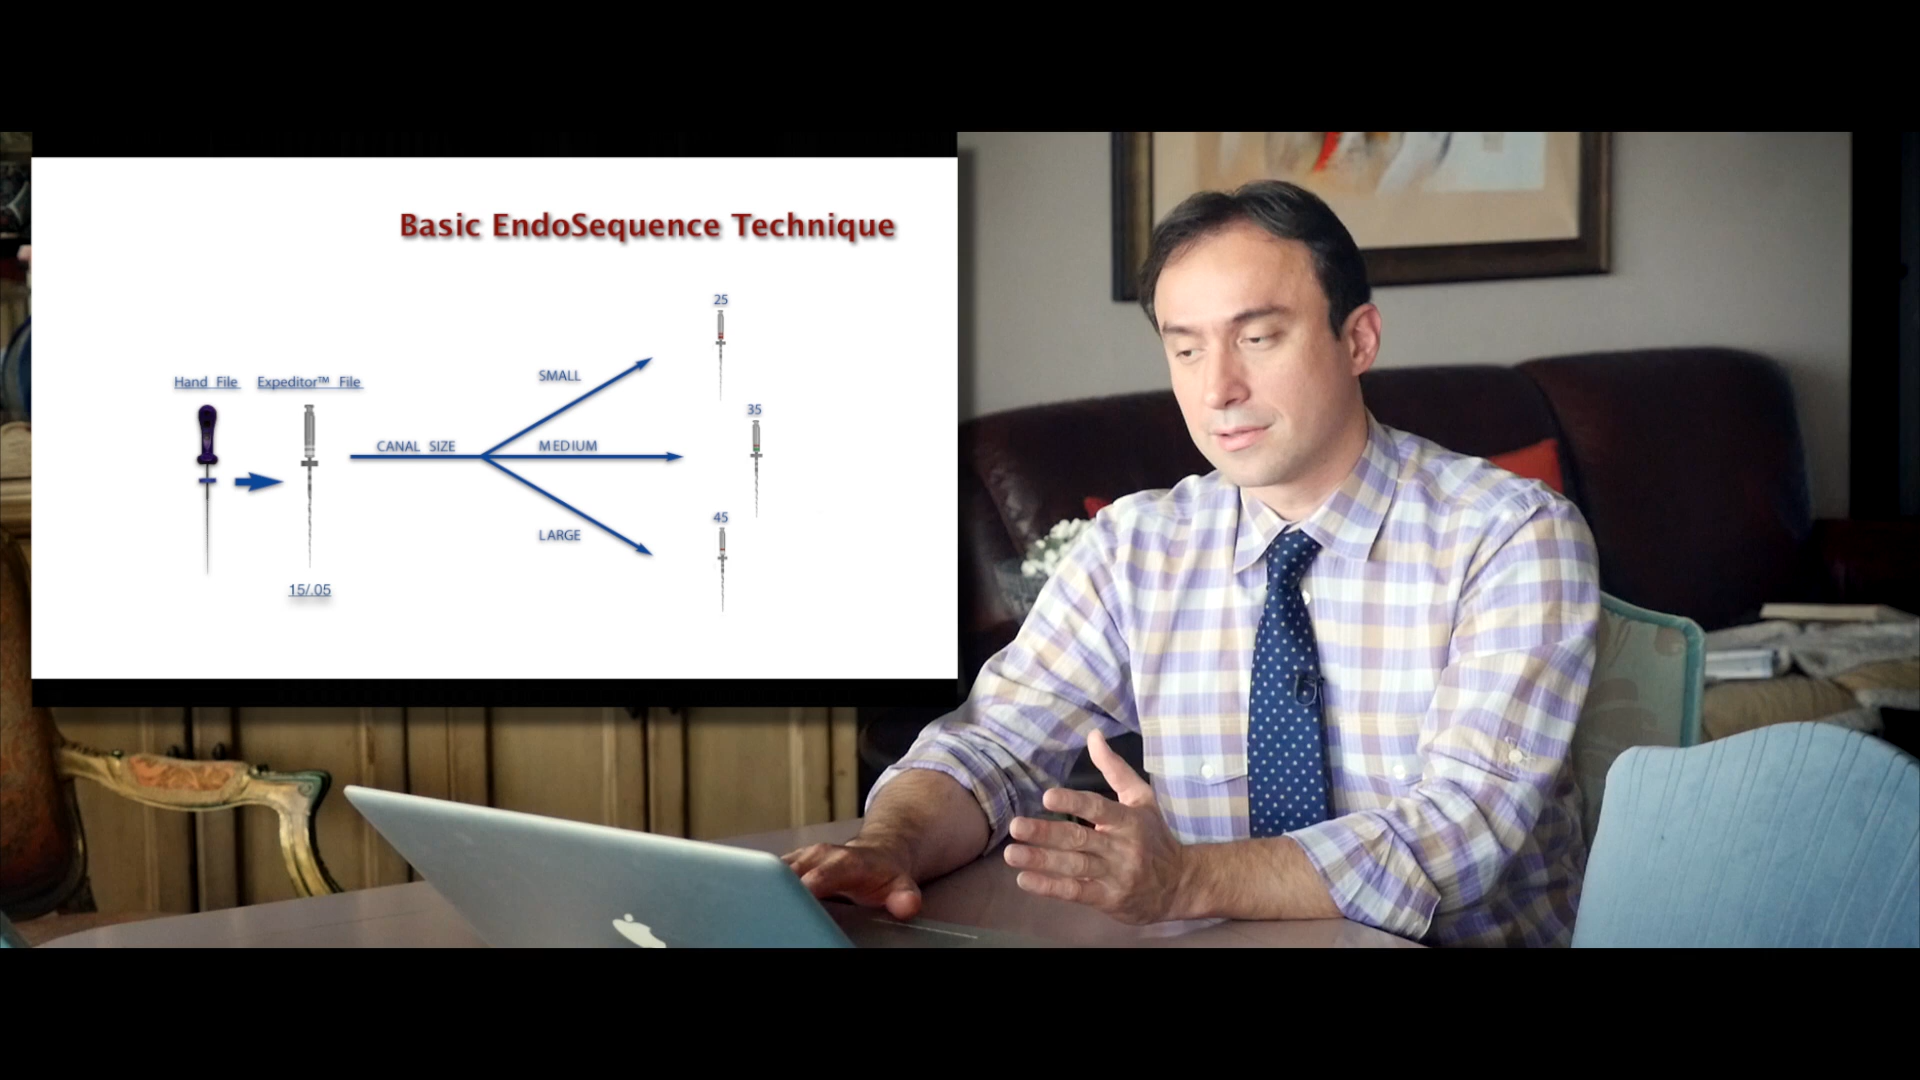 Basic EndoSequence Technique
25
Hand File
Expeditor™ File
SMALL
35
CANAL SIZE
MEDIUM
45
LARGE
15/.05